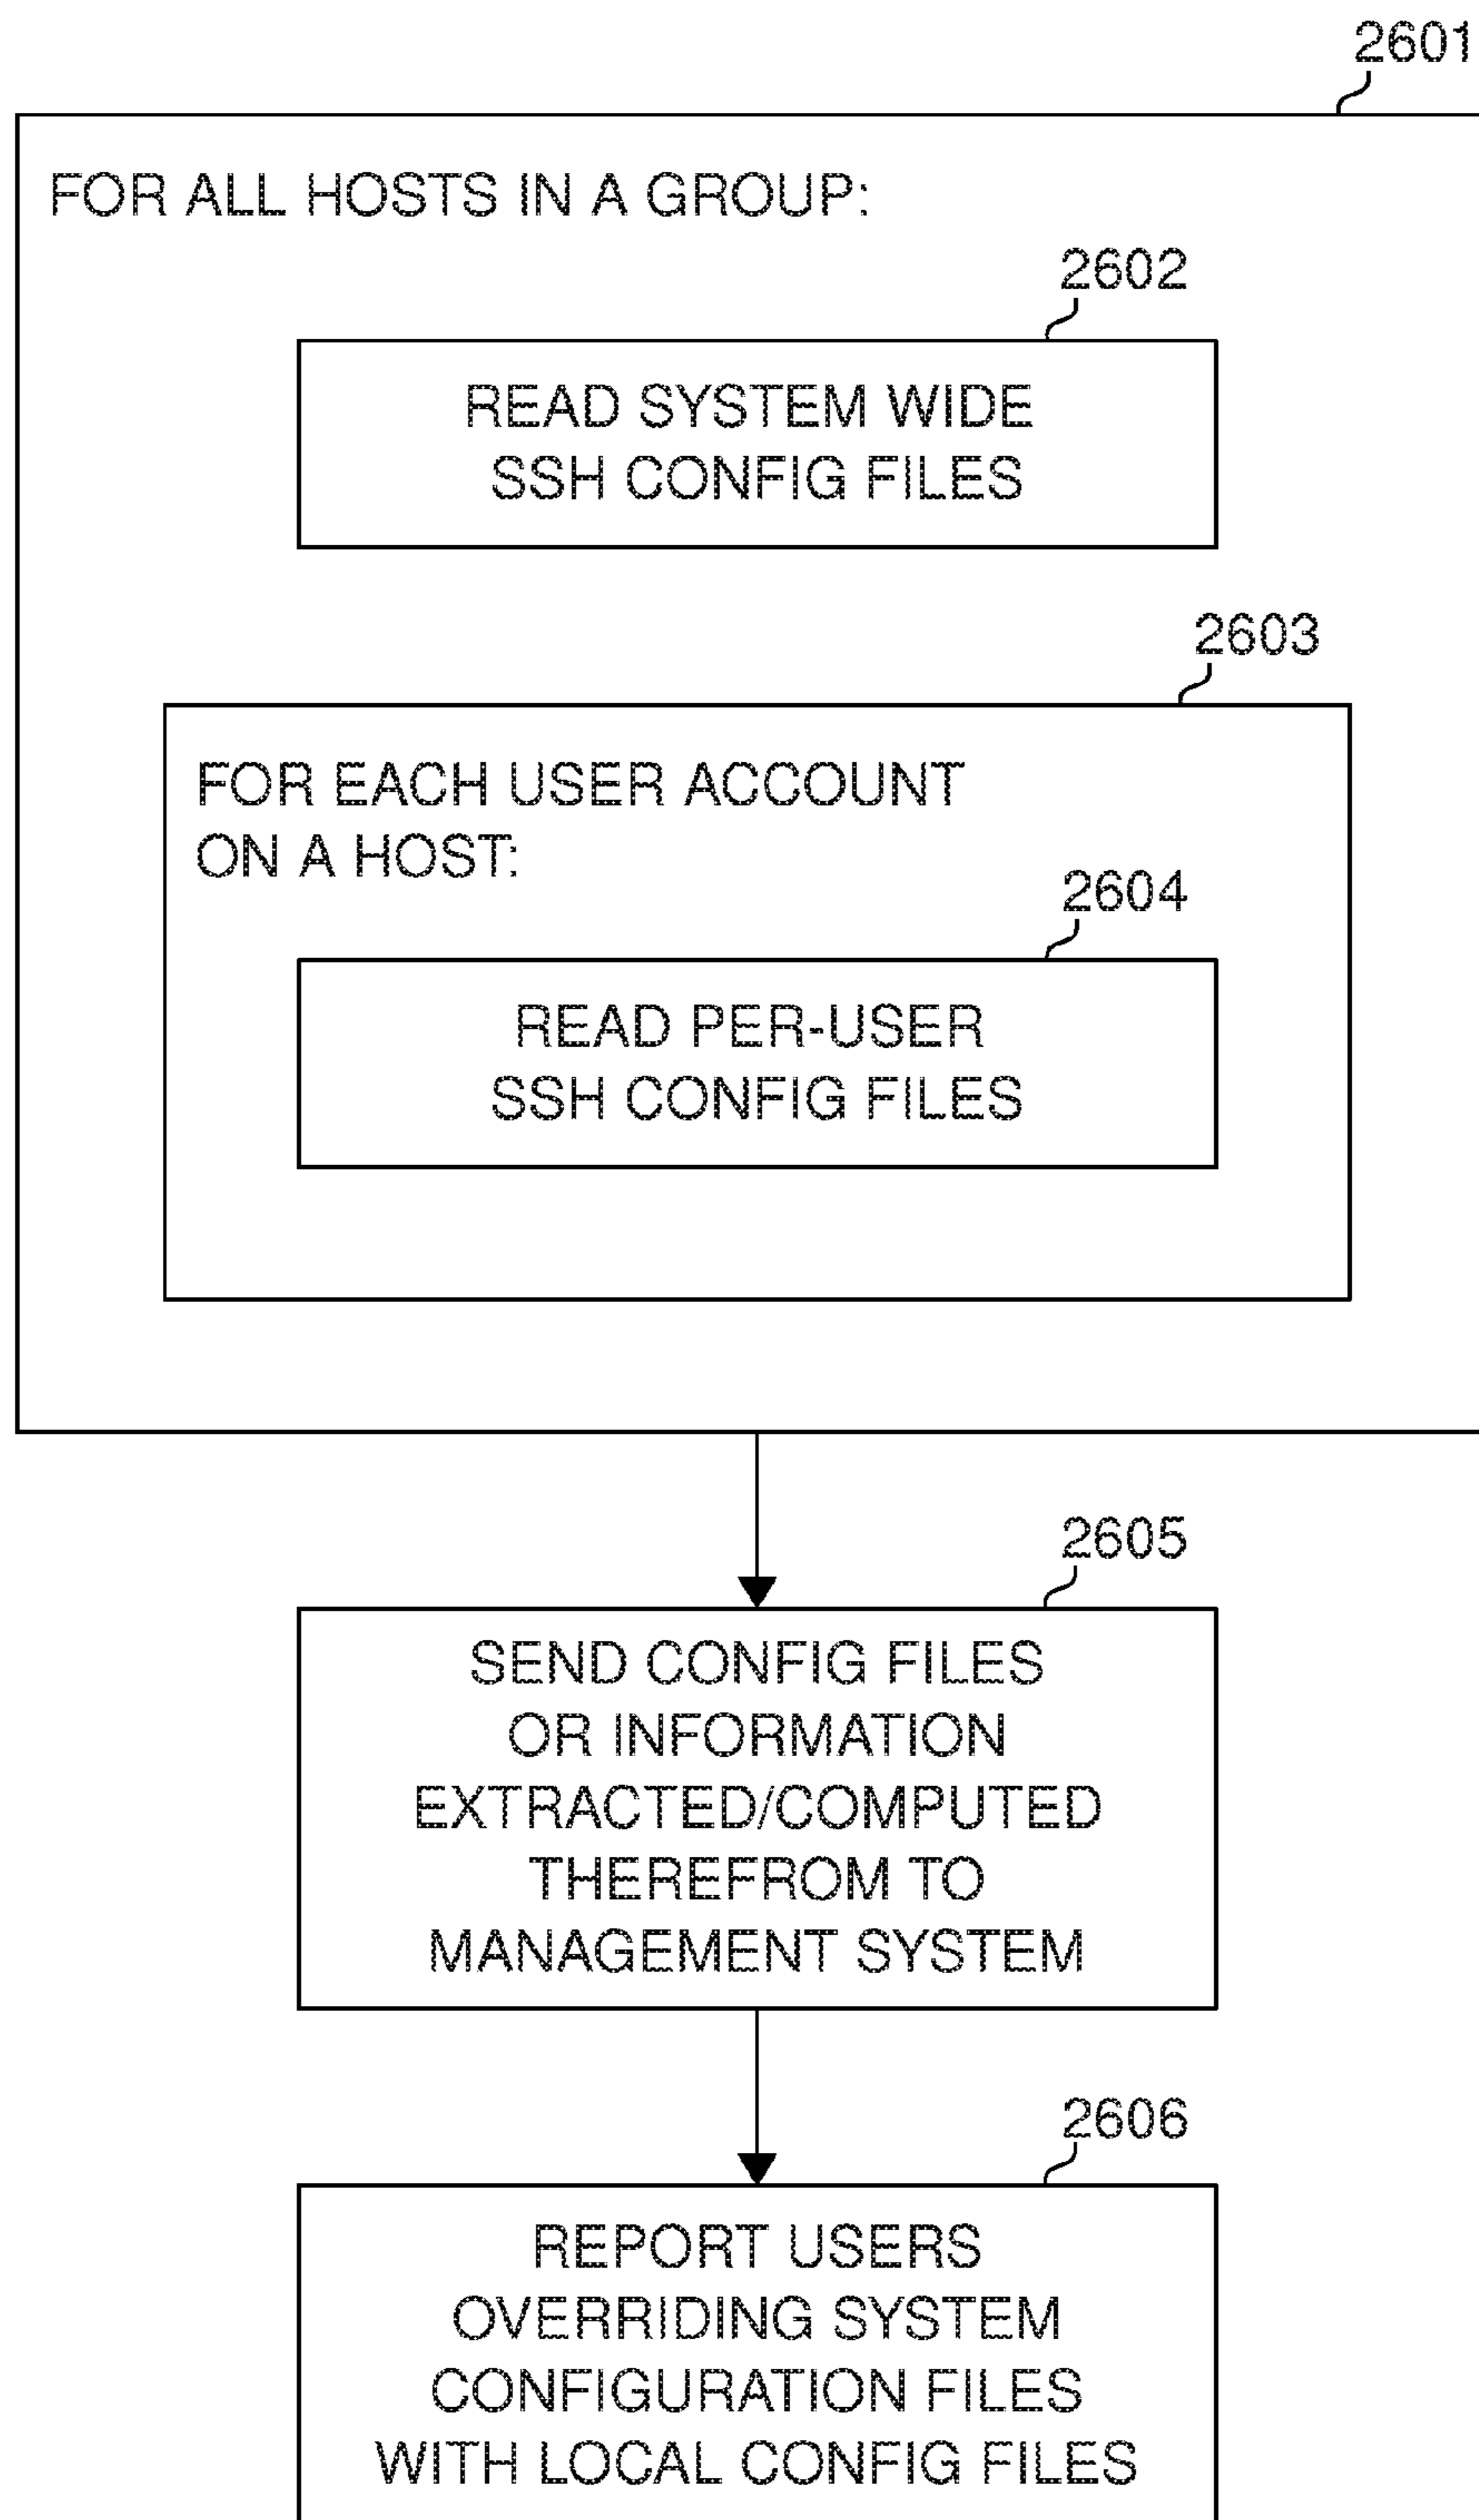 2601
FOR ALL HOSTS IN A GROUP:
2602
READ SYSTEM WIDE
SSH CONFIG FILES
2603
FOR EACH USER ACCOUNT
ON A HOST:
2604
READ PER-USER
SSH CONFIG FILES
2605
SEND CONFIG FILES
OR INFORMATION
EXTRACTED/COMPUTED
THEREFROM TO
MANAGEMENT SYSTEM
2606
REPORT USERS
OVERRIDING SYSTEM
CONFIGURATION FILES
WITH LOCAL CONFIG FILES